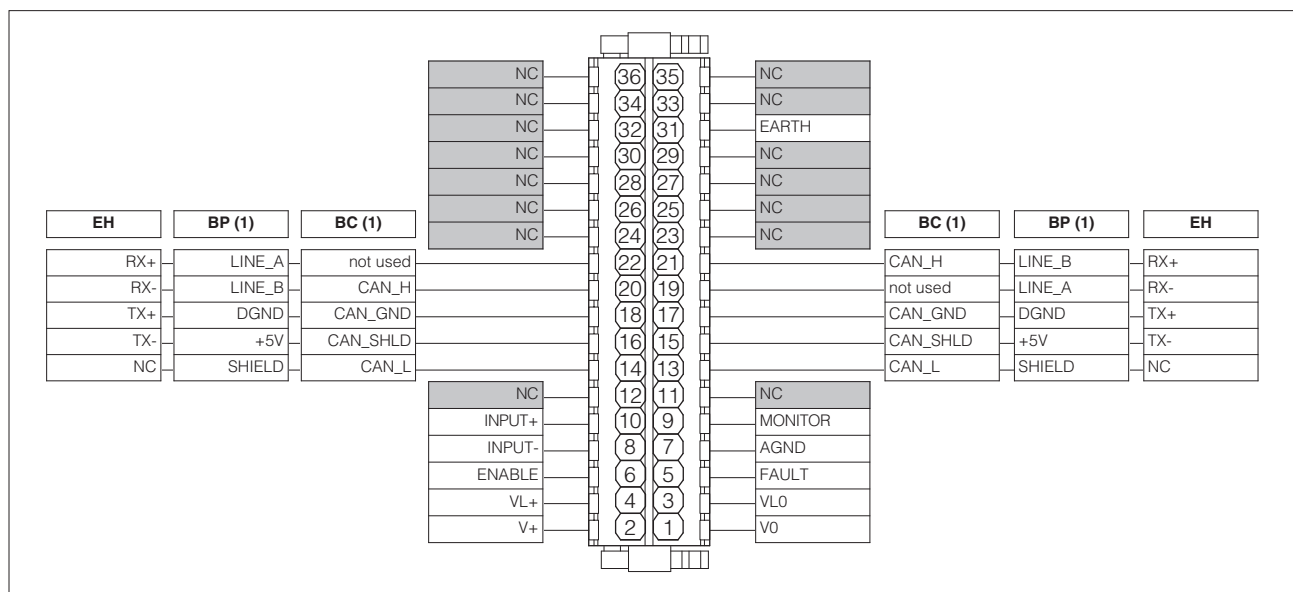 NC 36 35 NC
NC 34 33 NC
NC 32 31 EARTH
NC 30 29 NC
NC 28 27 NC
NC 26 25 NC
EH BP (1) BC (1) NC 24 23 NC BC (1) BP (1) EH
RX+ LINE_A not used 22 21 CAN_H LINE_B RX+
RX- LINE_B CAN_H 20 19 not used LINE_A RX-
TX+ DGND CAN_GND 18 17 CAN_GND DGND TX+
TX- +5V CAN_SHLD 16 15 CAN_SHLD +5V TX-
NC SHIELD CAN_L 14 13 CAN_L SHIELD NC
NC 12 11 NC
INPUT+ 10 9 MONITOR
INPUT- 8 7 AGND
ENABLE 6 5 FAULT
VL+ 4 3 VL0
V+ 2 1 V0